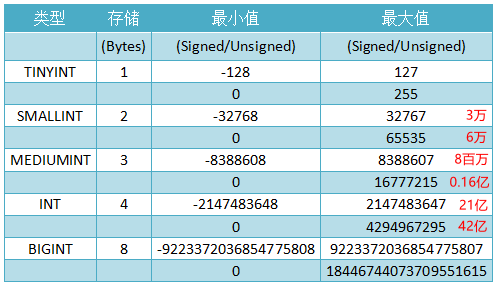 类型 存储 最小值 最大值
(Bytes) (Signed/Unsigned) (Signed/Unsigned)
TINYINT 1 -128 127
0 255
SMALLINT 2 -32768 32767 3万
0 65535 6万
MEDIUMINT 3 -8388608 8388607 8百万
0 16777215 0.16亿
INT 4 -2147483648 2147483647 21亿
0 4294967295 42亿
BIGINT 8 -9223372036854775808 9223372036854775807
0 18446744073709551615